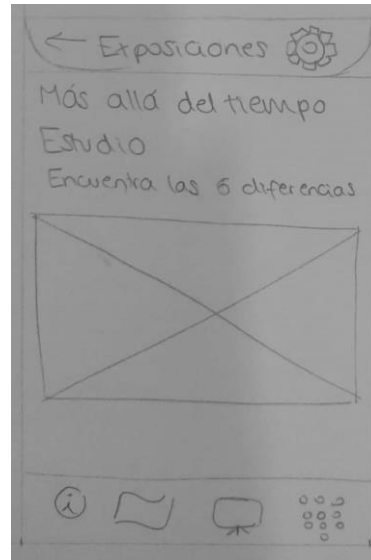 ← Exposiciones
Más allá del tiempo
Estudio
Encuentra las 5 diferencias
i